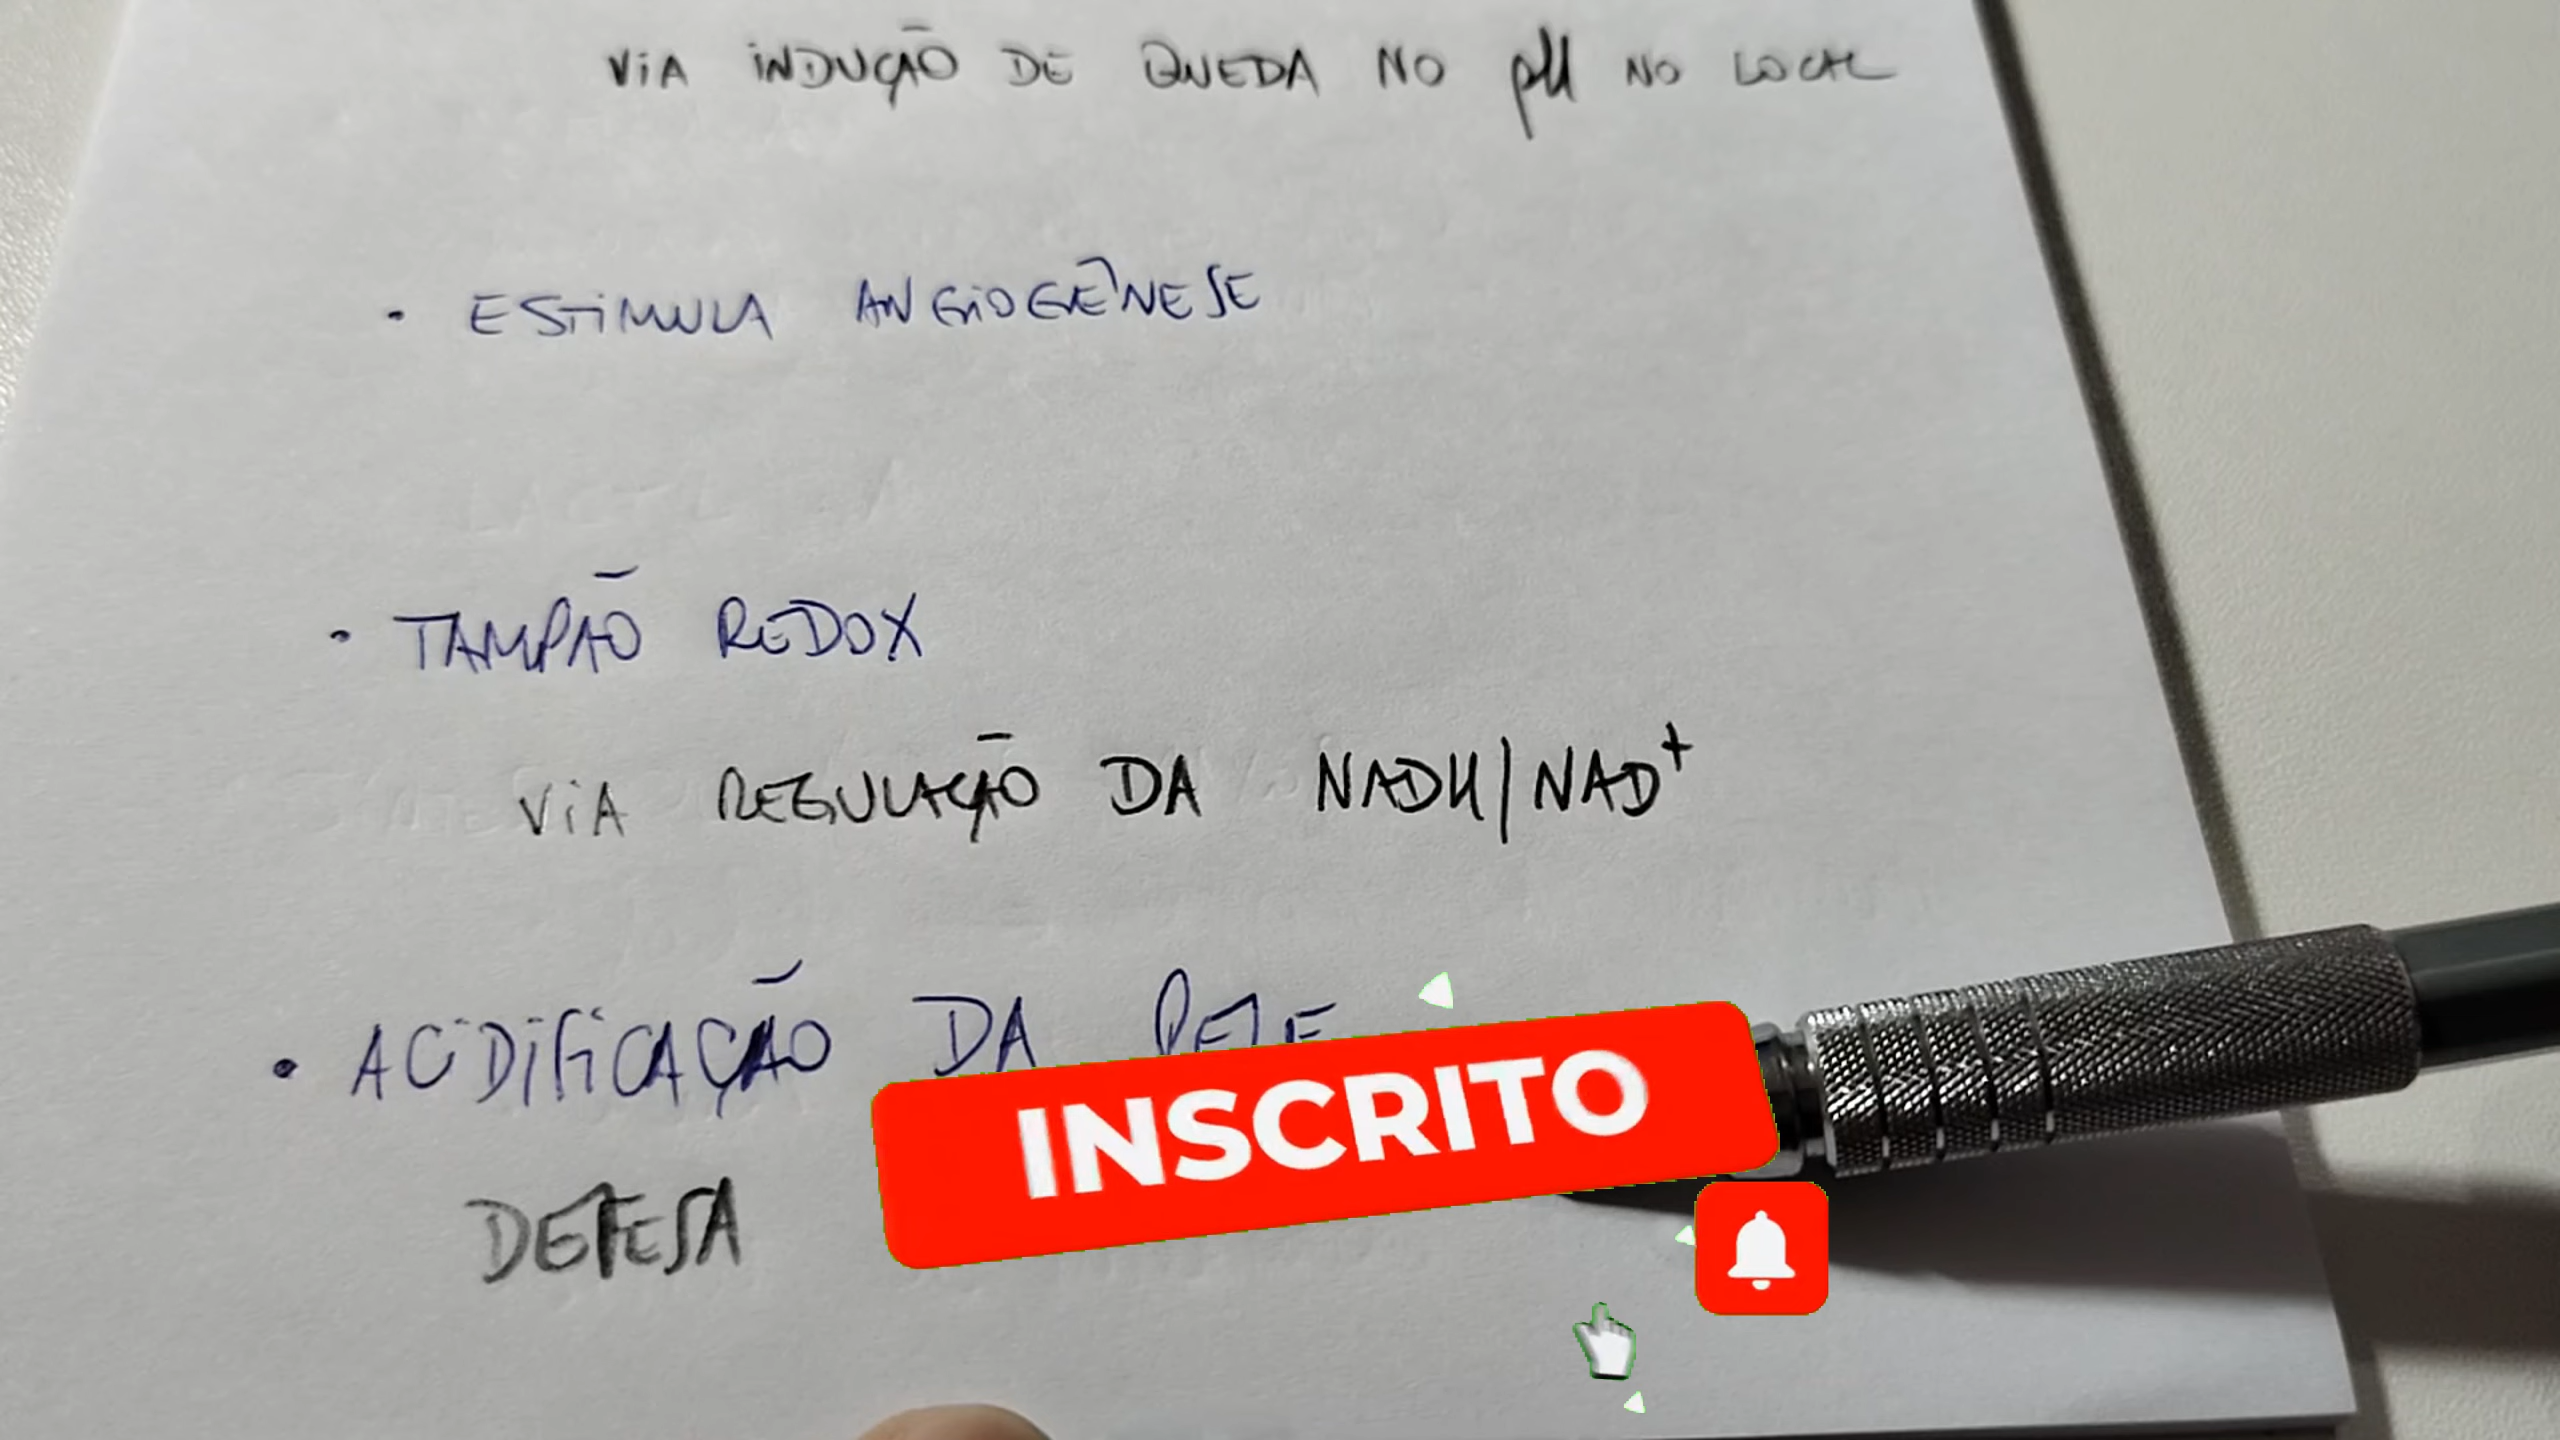 VIA INDUÇÃO DE QUEDA NO pH NO LOCAL
• ESTIMULA ANGIOGÊNESE
• TAMPÃO REDOX
VIA REGULAÇÃO DA NADH/NAD+
• ACIDIFICAÇÃO DA PELE
DEFESA
INSCRITO